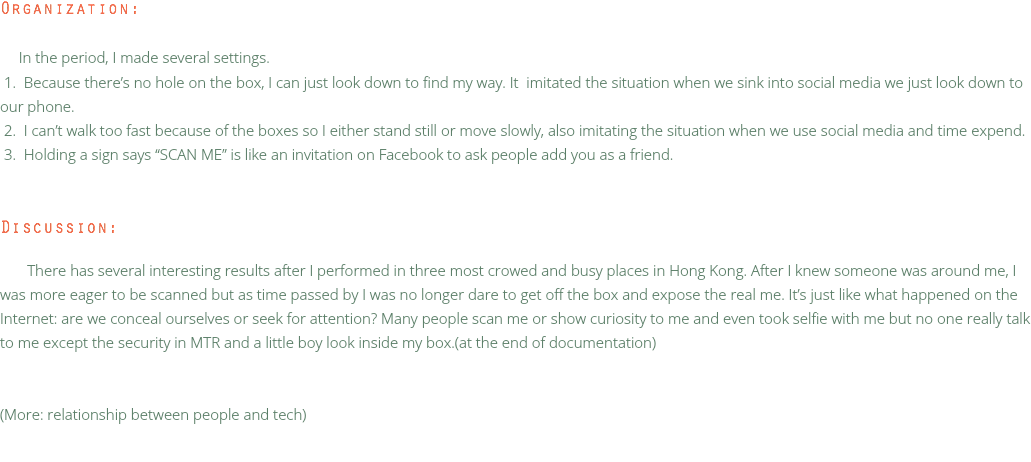 Organization:
In the period, I made several settings.
1. Because there’s no hole on the box, I can just look down to find my way. It imitated the situation when we sink into social media we just look down to
our phone.
2. I can’t walk too fast because of the boxes so I either stand still or move slowly, also imitating the situation when we use social media and time expend.
3. Holding a sign says “SCAN ME” is like an invitation on Facebook to ask people add you as a friend.
Discussion:
There has several interesting results after I performed in three most crowed and busy places in Hong Kong. After I knew someone was around me, I
was more eager to be scanned but as time passed by I was no longer dare to get off the box and expose the real me. It’s just like what happened on the
Internet: are we conceal ourselves or seek for attention? Many people scan me or show curiosity to me and even took selfie with me but no one really talk
to me except the security in MTR and a little boy look inside my box.(at the end of documentation)
(More: relationship between people and tech)